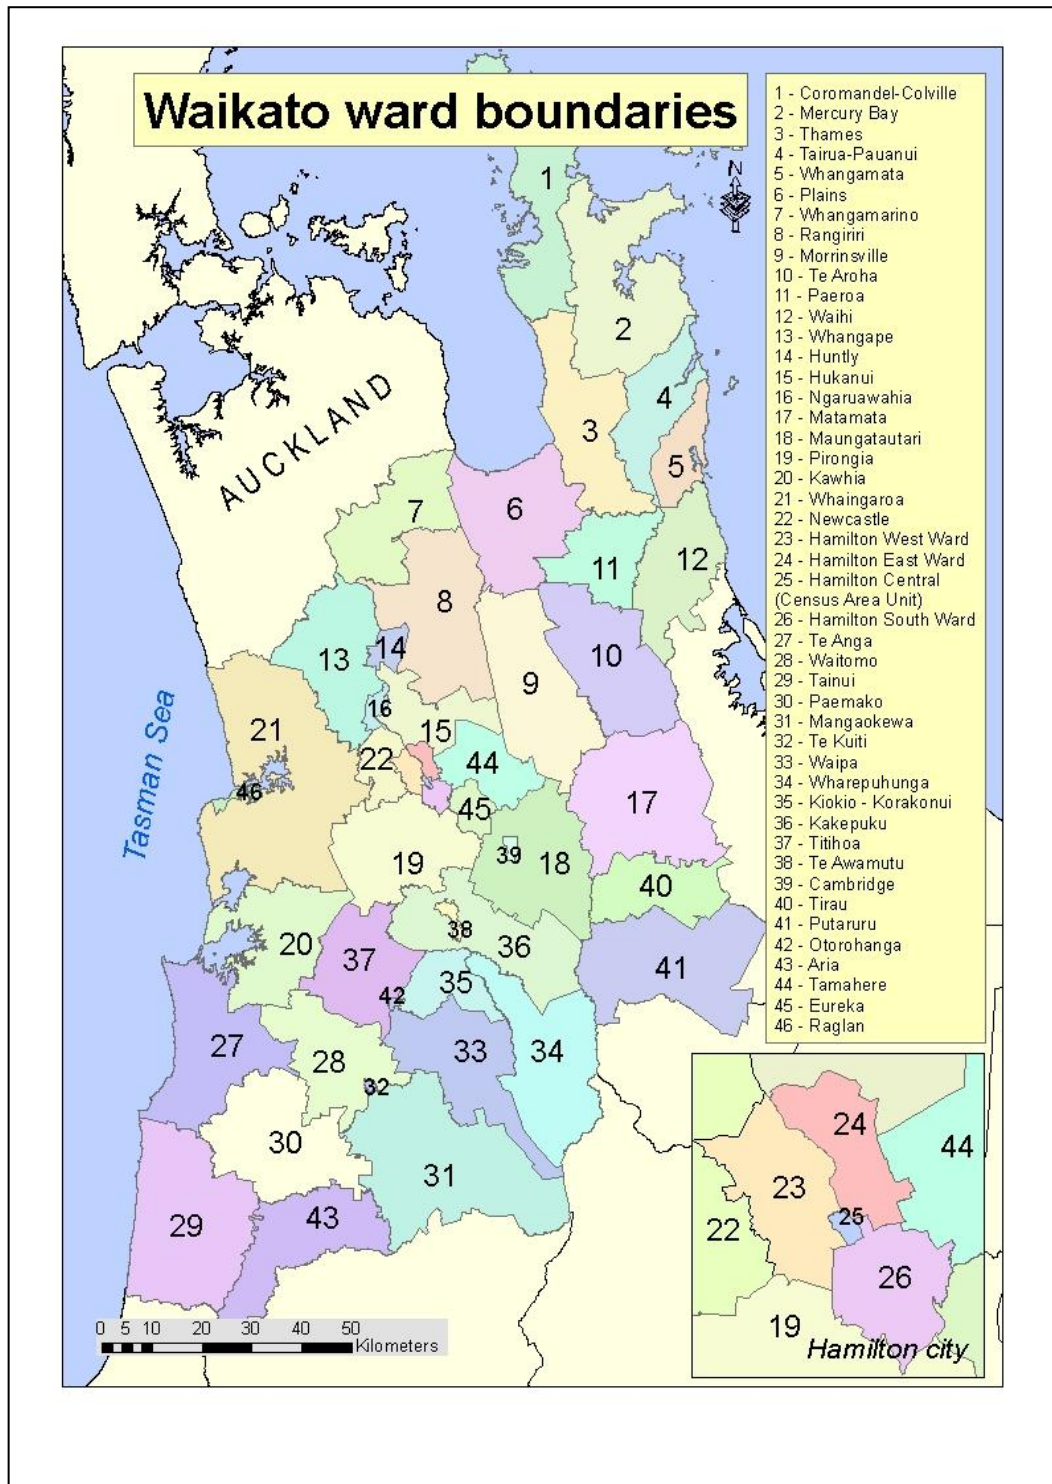 Waikato ward boundaries
N
1 - Coromandel-Colville
2 - Mercury Bay
3 - Thames
4 - Tairua-Pauanui
5 - Whangamata
6 - Plains
7 - Whangamarino
8 - Rangiriri
9 - Morrinsville
10 - Te Aroha
11 - Paeroa
12 - Waihi
13 - Whangape
14 - Huntly
15 - Hukanui
16 - Ngaruawahia
17 - Matamata
18 - Maungatautari
19 - Pirongia
20 - Kawhia
21 - Whaingaroa
22 - Newcastle
23 - Hamilton West Ward
24 - Hamilton East Ward
25 - Hamilton Central
(Census Area Unit)
26 - Hamilton South Ward
27 - Te Anga
28 - Waitomo
29 - Tainui
30 - Paemako
31 - Mangaokewa
32 - Te Kuiti
33 - Waipa
34 - Wharepuhunga
35 - Kiokio - Korakonui
36 - Kakepuku
37 - Titihoa
38 - Te Awamutu
39 - Cambridge
40 - Tirau
41 - Putaruru
42 - Otorohanga
43 - Aria
44 - Tamahere
45 - Eureka
46 - Raglan
AUCKLAND
Tasman Sea
1
2
3
4
5
6
7
8
9
10
11
12
13
14
15
16
17
18
19
20
21
22
27
28
29
30
31
32
33
34
35
36
37
38
39
40
41
42
43
44
45
46
0 5 10 20 30 40 50
Kilometers
24
44
23
25
22
26
19
Hamilton city